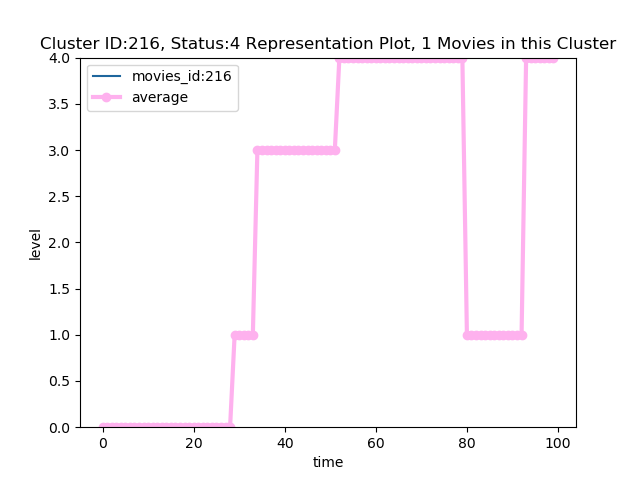 Cluster ID:216, Status:4 Representation Plot, 1 Movies in this Cluster
movies_id:216
average
4.0
3.5
3.0
2.5
2.0
1.5
1.0
0.5
0.0
level
0 20 40 60 80 100
time